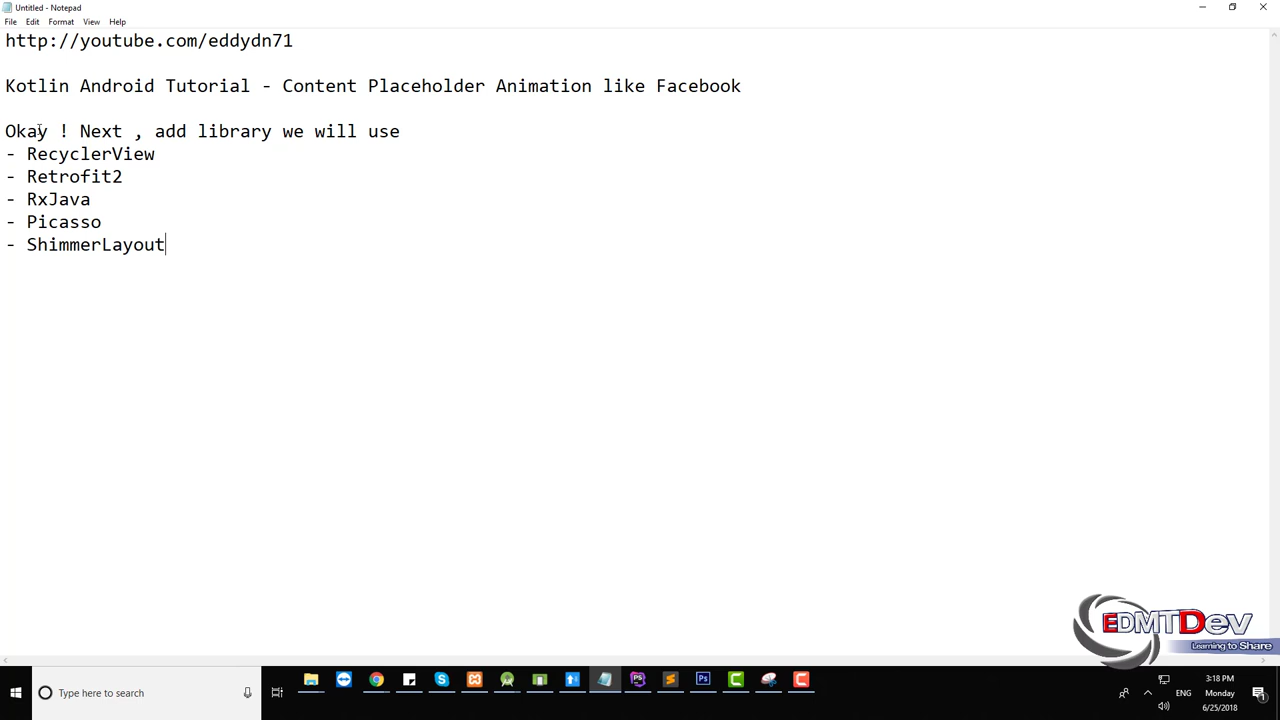 Untitled - Notepad
File Edit Format View Help
http://youtube.com/eddydn71
Kotlin Android Tutorial - Content Placeholder Animation like Facebook
Okay ! Next , add library we will use
- RecyclerView
- Retrofit2
- RxJava
- Picasso
- ShimmerLayout
EDMTDev
Learning to Share
Type here to search
ENG
3:18 PM
Monday
6/25/2018